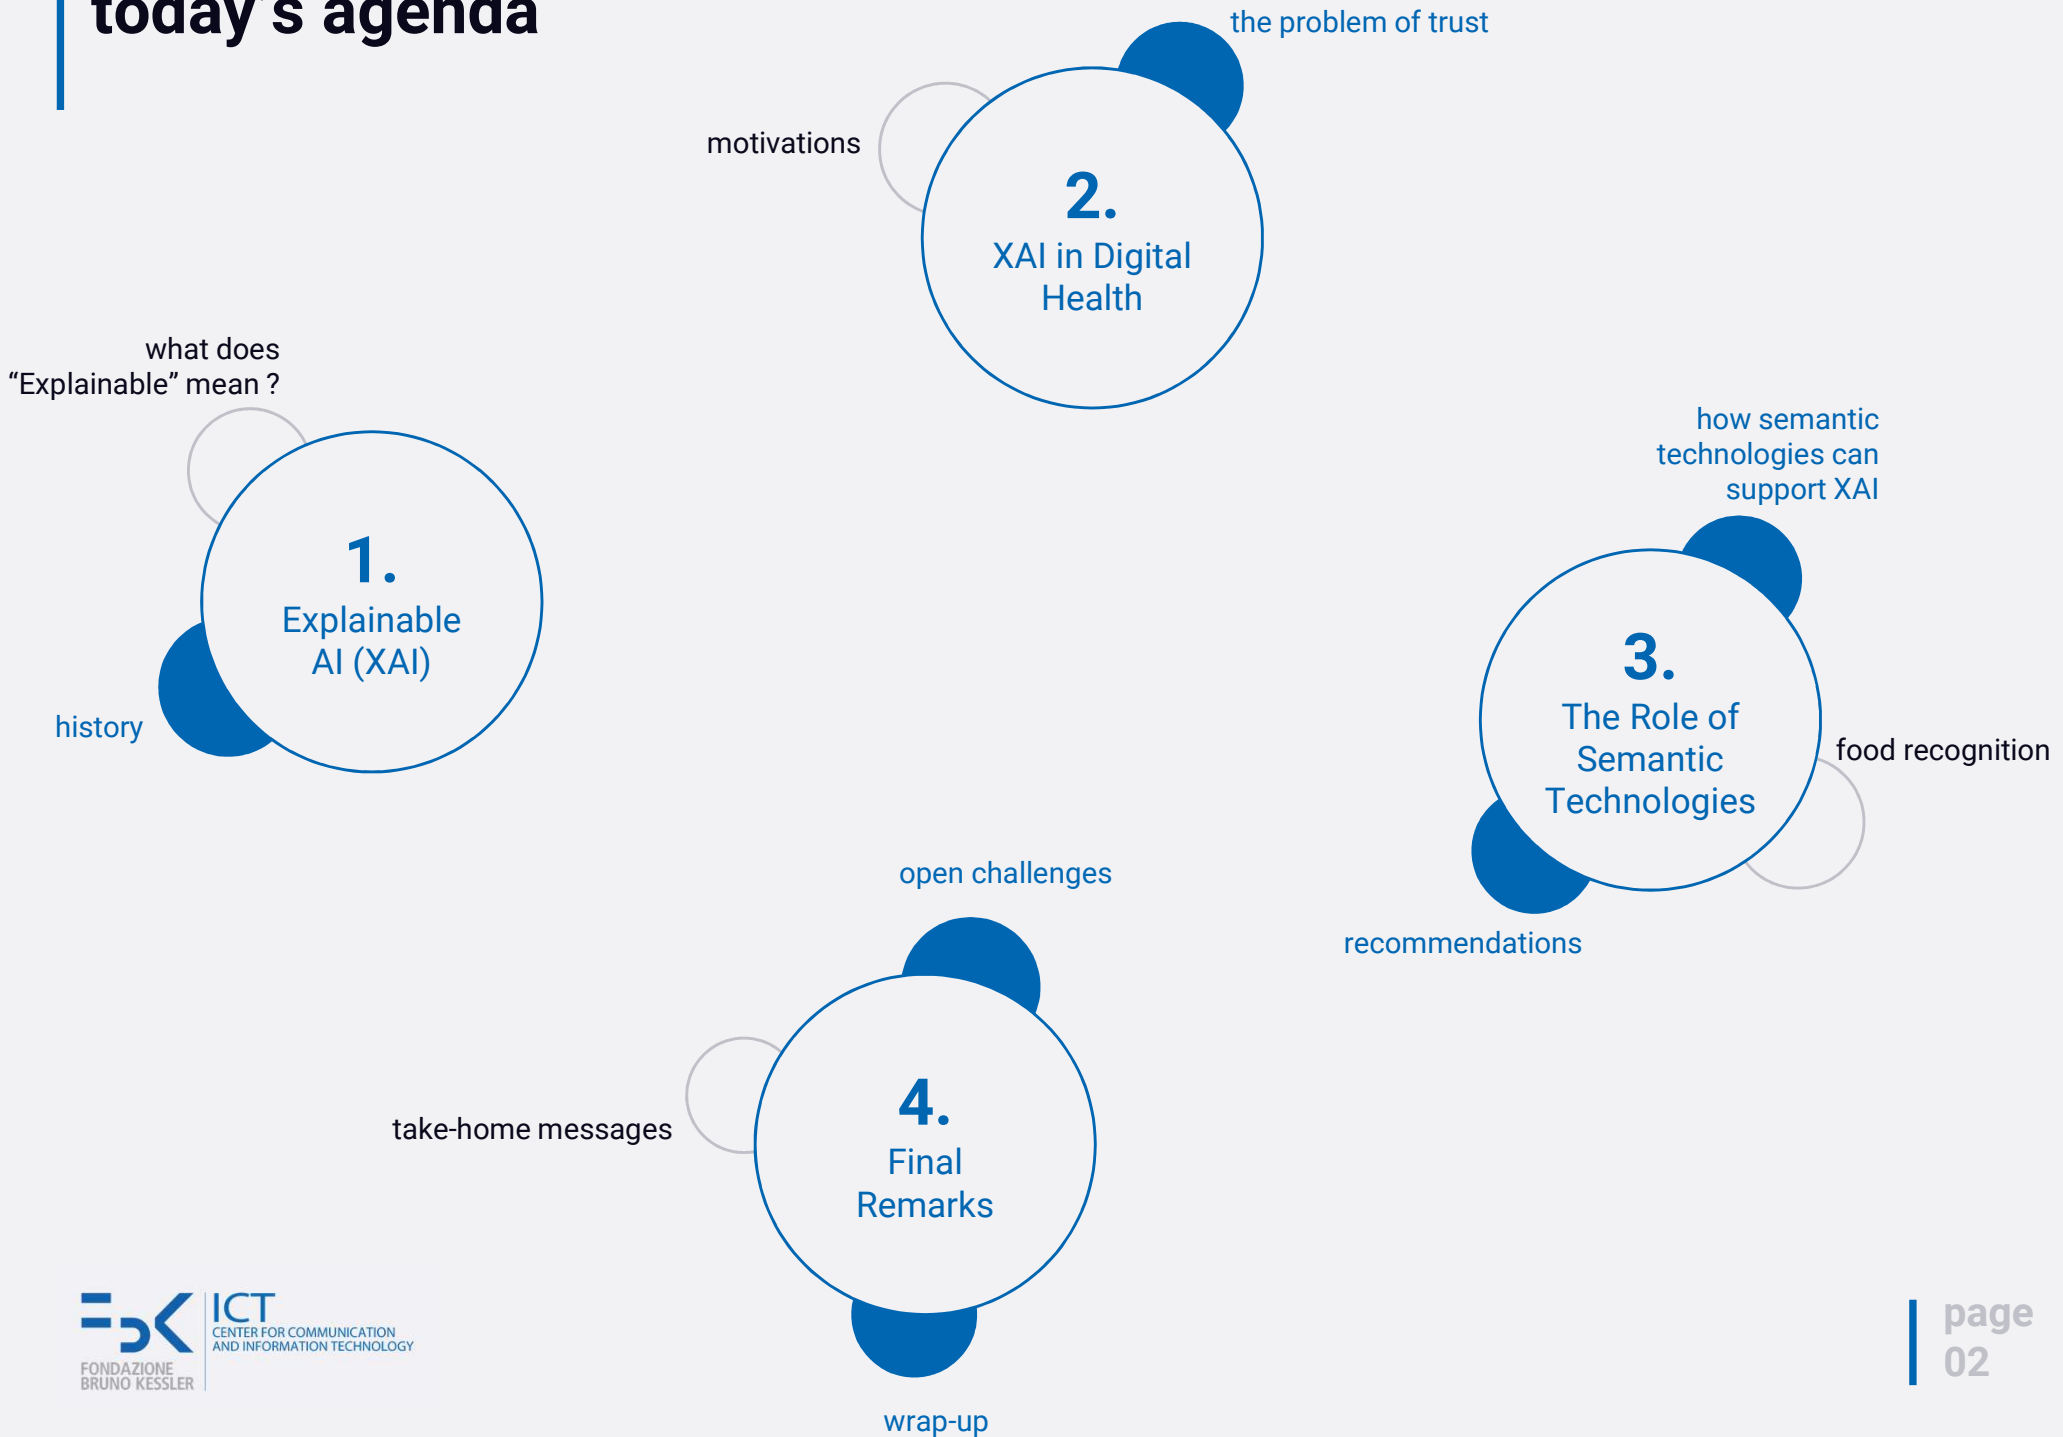 today's agenda
what does
“Explainable” mean ?
1.
Explainable
AI (XAI)
history
motivations
the problem of trust
2.
XAI in Digital
Health
how semantic
technologies can
support XAI
3.
The Role of
Semantic
Technologies
food recognition
recommendations
open challenges
take-home messages
4.
Final
Remarks
wrap-up
FBK
FONDAZIONE
BRUNO KESSLER
ICT
CENTER FOR COMMUNICATION
AND INFORMATION TECHNOLOGY
page
02